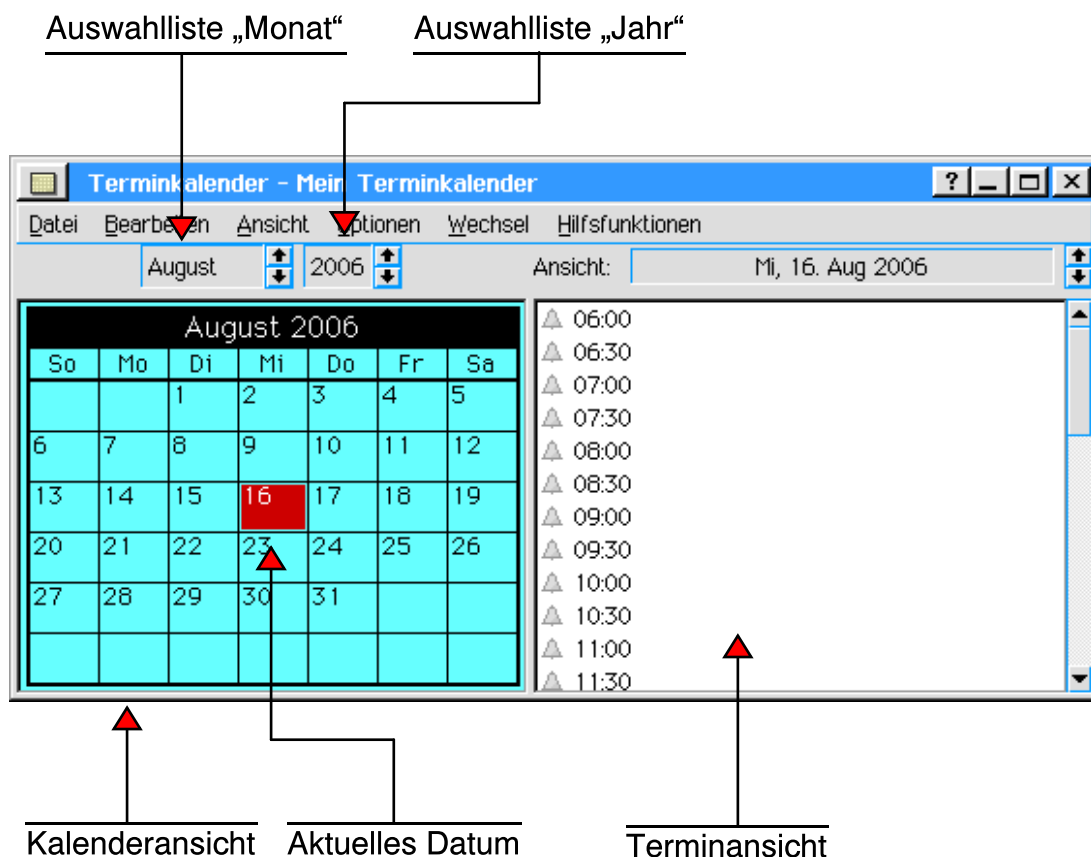 Auswahlliste „Monat“ Auswahlliste „Jahr“
Terminkalender - Mein Terminkalender ?
Datei Bearbeiten Ansicht Optionen Wechsel Hilfsfunktionen
August 2006 Ansicht: Mi, 16. Aug 2006
August 2006
So Mo Di Mi Do Fr Sa
1 2 3 4 5
6 7 8 9 10 11 12
13 14 15 16 17 18 19
20 21 22 23 24 25 26
27 28 29 30 31
06:00
06:30
07:00
07:30
08:00
08:30
09:00
09:30
10:00
10:30
11:00
11:30
Kalenderansicht Aktuelles Datum Terminansicht